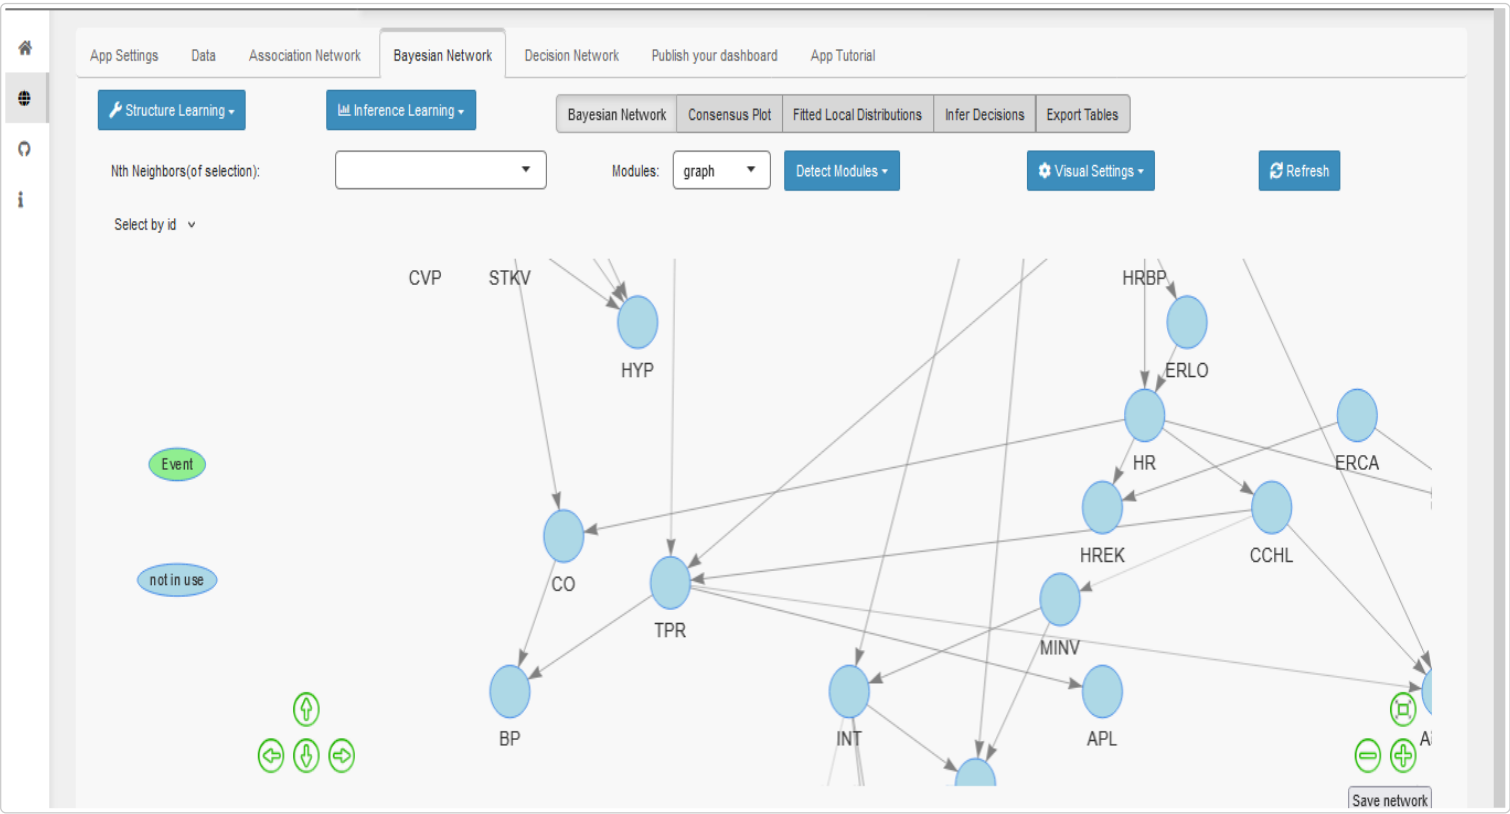 App Settings Data Association Network Bayesian Network Decision Network Publish your dashboard App Tutorial
Structure Learning Inference Learning Bayesian Network Consensus Plot Fitted Local Distributions Infer Decisions Export Tables
Nth Neighbors(of selection): Modules: graph Detect Modules Visual Settings Refresh
Select by id
CVP STKV HRBP
HYP ERLO
Event HR ERCA
HREK CCHL
not in use CO
TPR MINV
BP INT APL
Save network